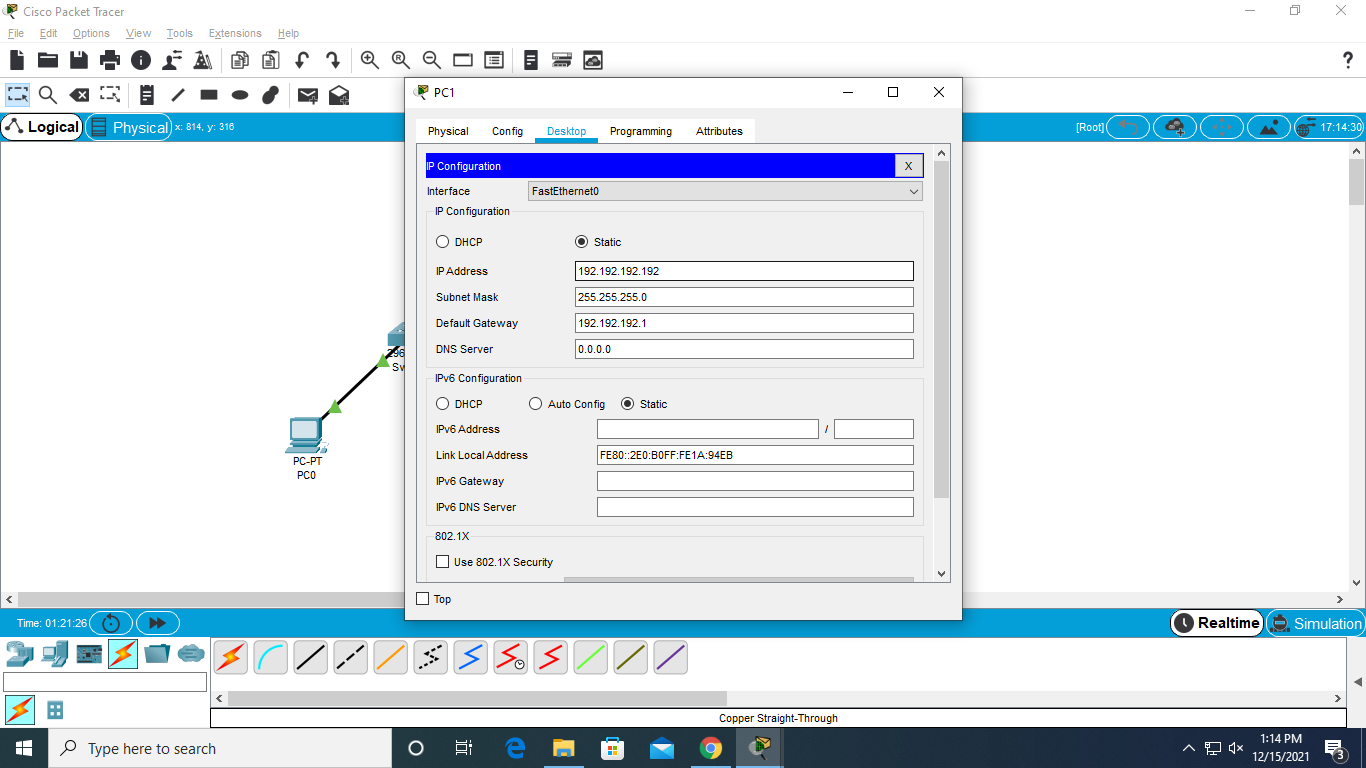 Cisco Packet Tracer
File Edit Options View Tools Extensions Help
?
PC1
Logical
Physical
x: 814, y: 316
[Root]
17:14:30
Physical Config Desktop Programming Attributes
IP Configuration
X
Interface FastEthernet0
IP Configuration
DHCP Static
IP Address 192.192.192.192
Subnet Mask 255.255.255.0
Default Gateway 192.192.192.1
DNS Server 0.0.0.0
IPv6 Configuration
DHCP Auto Config Static
IPv6 Address /
Link Local Address FE80::2E0:B0FF:FE1A:94EB
IPv6 Gateway
IPv6 DNS Server
802.1X
Use 802.1X Security
Top
296
Sw
PC-PT
PC0
Time: 01:21:26
Realtime
Simulation
Copper Straight-Through
Type here to search
1:14 PM
12/15/2021
3